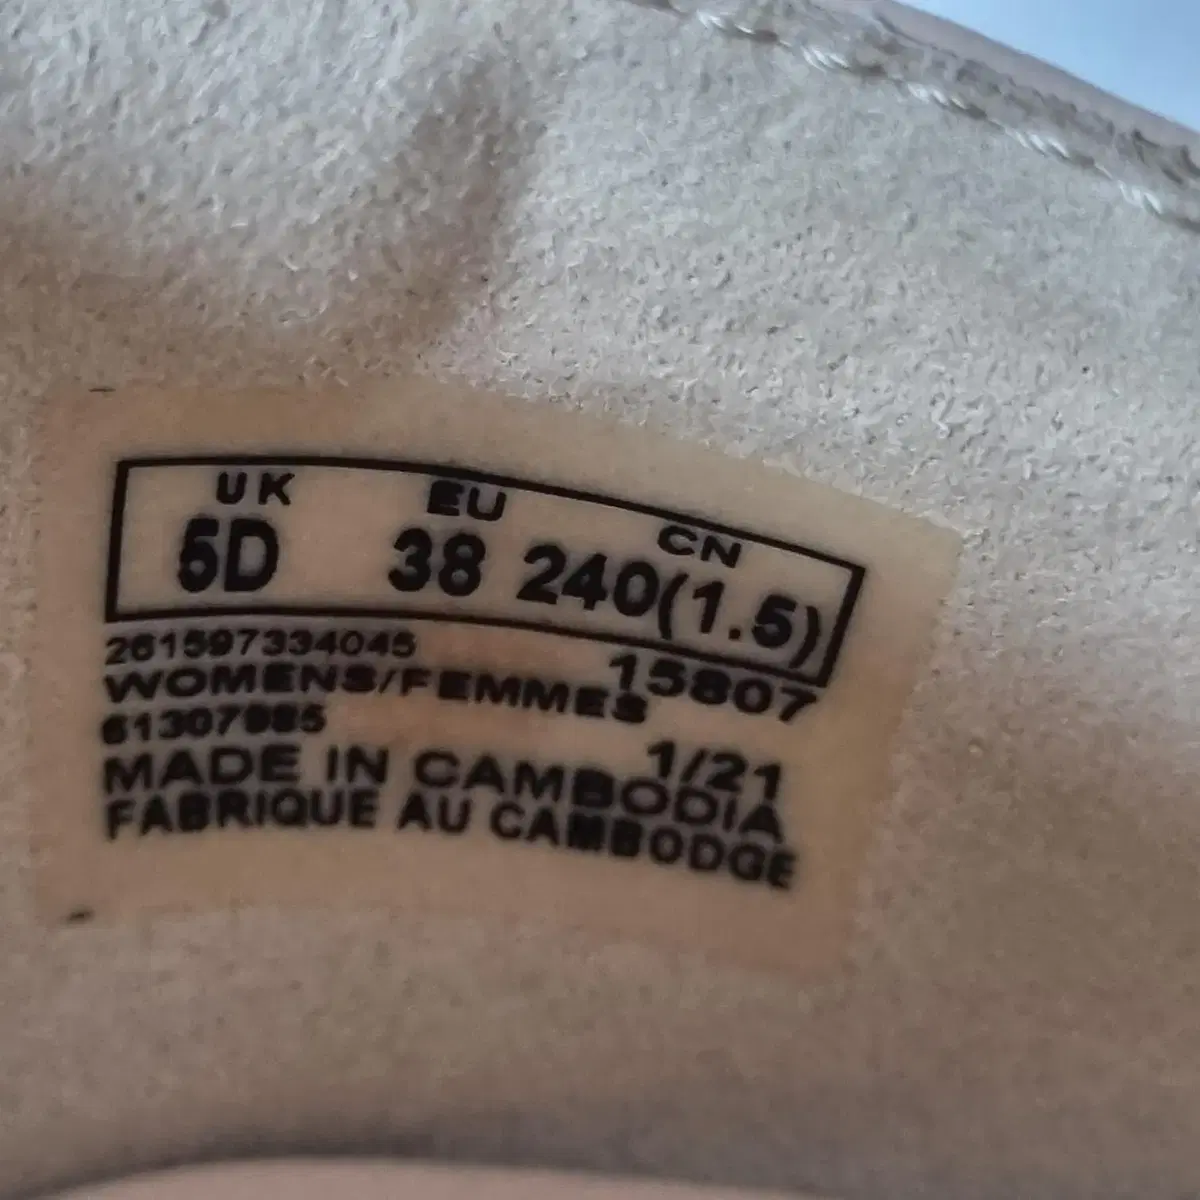 UK EU CN
5D 38 240(1.5)
261597334045 15807
WOMENS/FEMMES
61307985 1/21
MADE IN CAMBODIA
FABRIQUE AU CAMBODGE